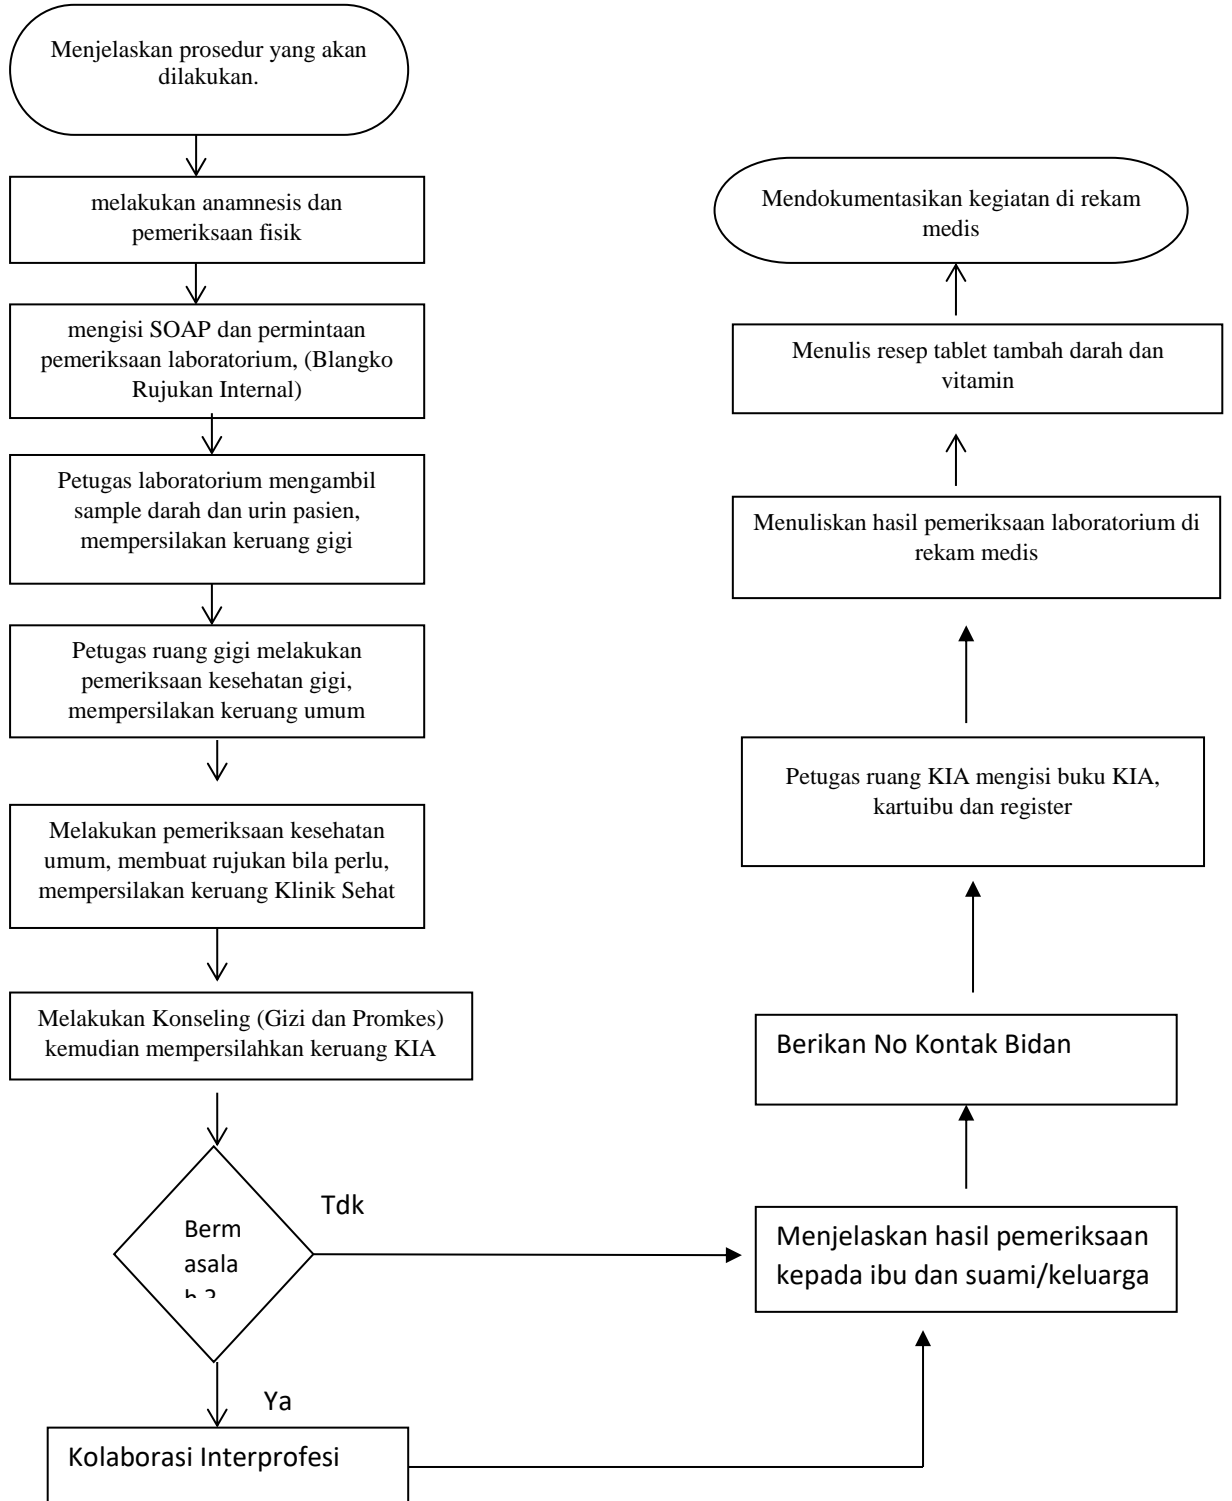 Menjelaskan prosedur yang akan
dilakukan.
melakukan anamnesis dan
pemeriksaan fisik
mengisi SOAP dan permintaan
pemeriksaan laboratorium, (Blangko
Rujukan Internal)
Petugas laboratorium mengambil
sample darah dan urin pasien,
mempersilakan keruang gigi
Petugas ruang gigi melakukan
pemeriksaan kesehatan gigi,
mempersilakan keruang umum
Melakukan pemeriksaan kesehatan
umum, membuat rujukan bila perlu,
mempersilakan keruang Klinik Sehat
Melakukan Konseling (Gizi dan Promkes)
kemudian mempersilahkan keruang KIA
Berm
asala
h ?
Tdk
Ya
Kolaborasi Interprofesi
Menjelaskan hasil pemeriksaan
kepada ibu dan suami/keluarga
Berikan No Kontak Bidan
Petugas ruang KIA mengisi buku KIA,
kartuibu dan register
Menuliskan hasil pemeriksaan laboratorium di
rekam medis
Menulis resep tablet tambah darah dan
vitamin
Mendokumentasikan kegiatan di rekam
medis